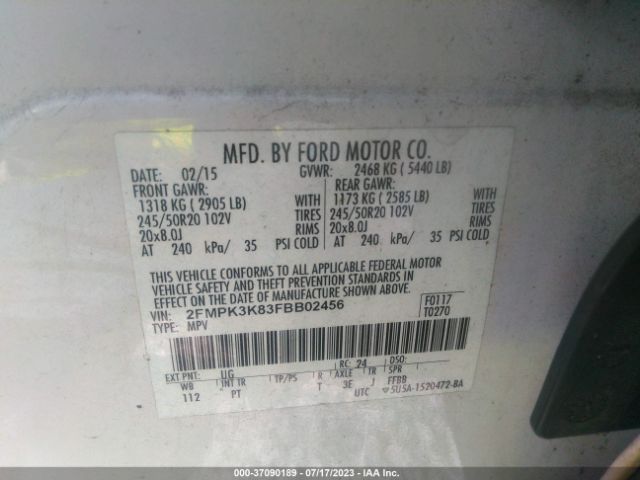 MFD. BY FORD MOTOR CO.
DATE: 02/15 GVWR: 2468 KG ( 5440 LB)
FRONT GAWR: REAR GAWR:
1318 KG ( 2905 LB) WITH 1173 KG ( 2585 LB) WITH
245/50R20 102V TIRES 245/50R20 102V TIRES
20x8.0J RIMS 20x8.0J RIMS
AT 240 kPa/ 35 PSI COLD AT 240 kPa/ 35 PSI COLD
THIS VEHICLE CONFORMS TO ALL APPLICABLE FEDERAL MOTOR
VEHICLE SAFETY AND BUMPER AND THEFT PREVENTION STANDARDS IN
EFFECT ON THE DATE OF MANUFACTURE SHOWN ABOVE.
VIN: 2FMPK3K83FBB02456 F0117
TYPE: MPV T0270
EXT PNT: UG RC: 24 DSO:
WB INT TR TP/PS R AXLE TR SPR
112 PT T 3E J FFBB
UTC 5U5A-1520472-BA
000-37090189 - 07/17/2023 - IAA Inc.